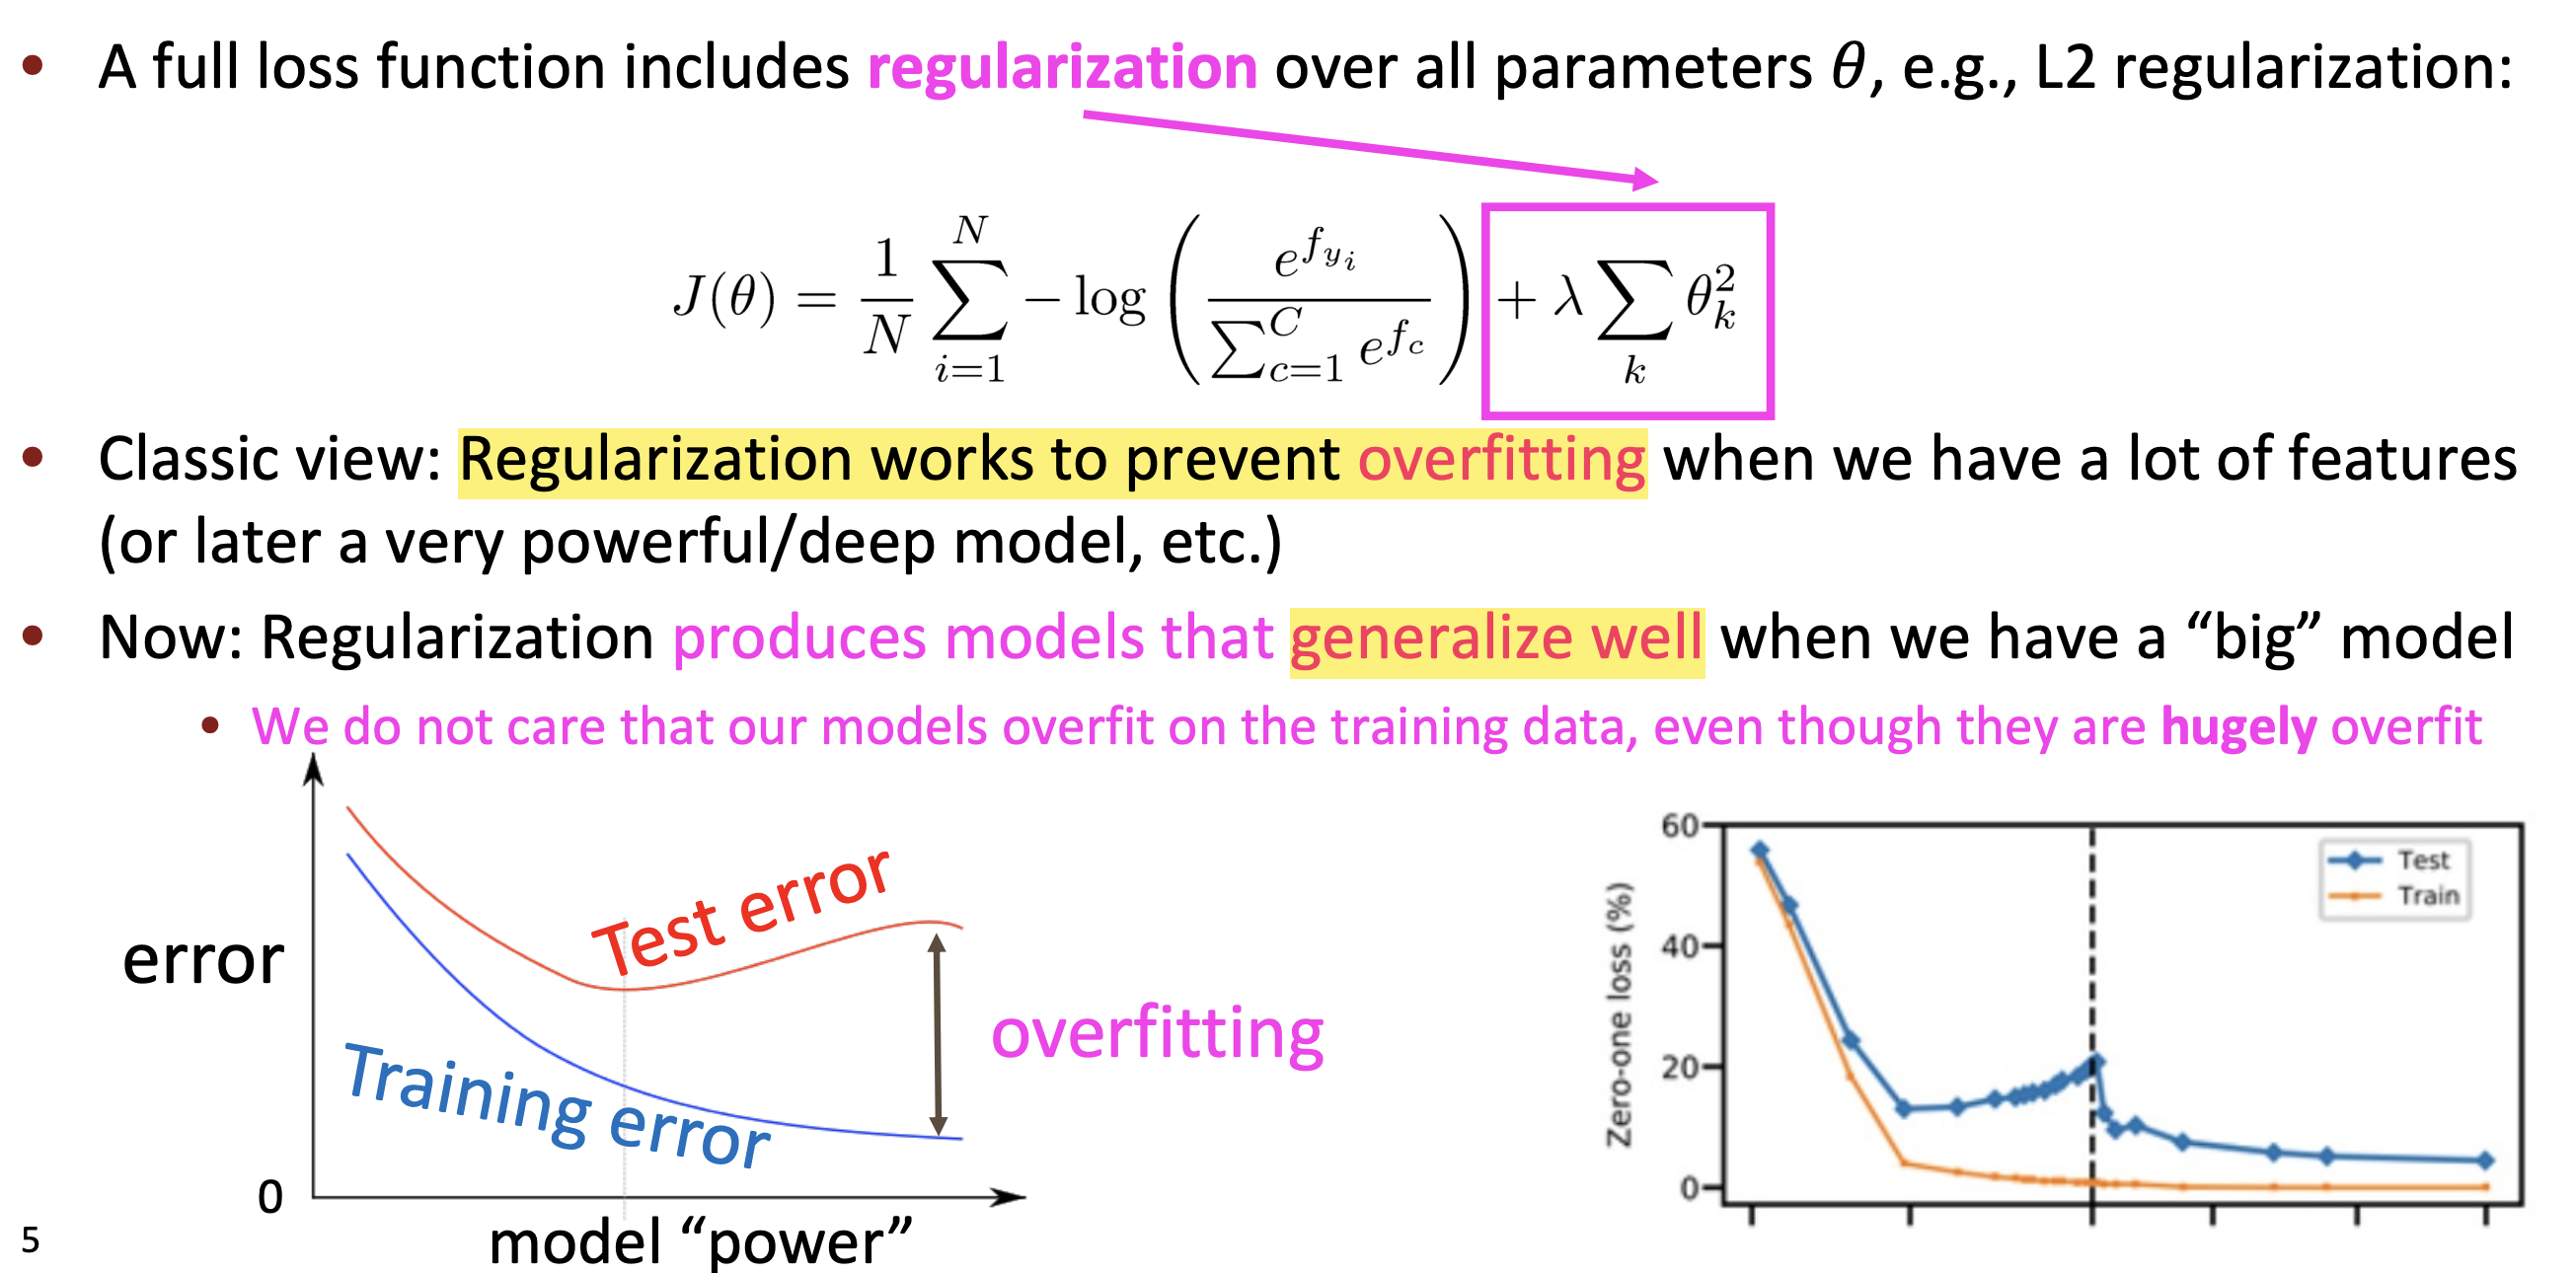 • A full loss function includes regularization over all parameters θ, e.g., L2 regularization:
J(θ) = \frac{1}{N} \sum_{i=1}^{N} -\log\left(\frac{e^{f_{y_i}}}{\sum_{c=1}^{C} e^{f_c}}\right) + λ \sum_{k} θ_k^2
• Classic view: Regularization works to prevent overfitting when we have a lot of features
(or later a very powerful/deep model, etc.)
• Now: Regularization produces models that generalize well when we have a “big” model
• We do not care that our models overfit on the training data, even though they are hugely overfit
error
Test error
Training error
overfitting
0
model “power”
Zero-one loss (%)
60
40
20
0
Test
Train
5